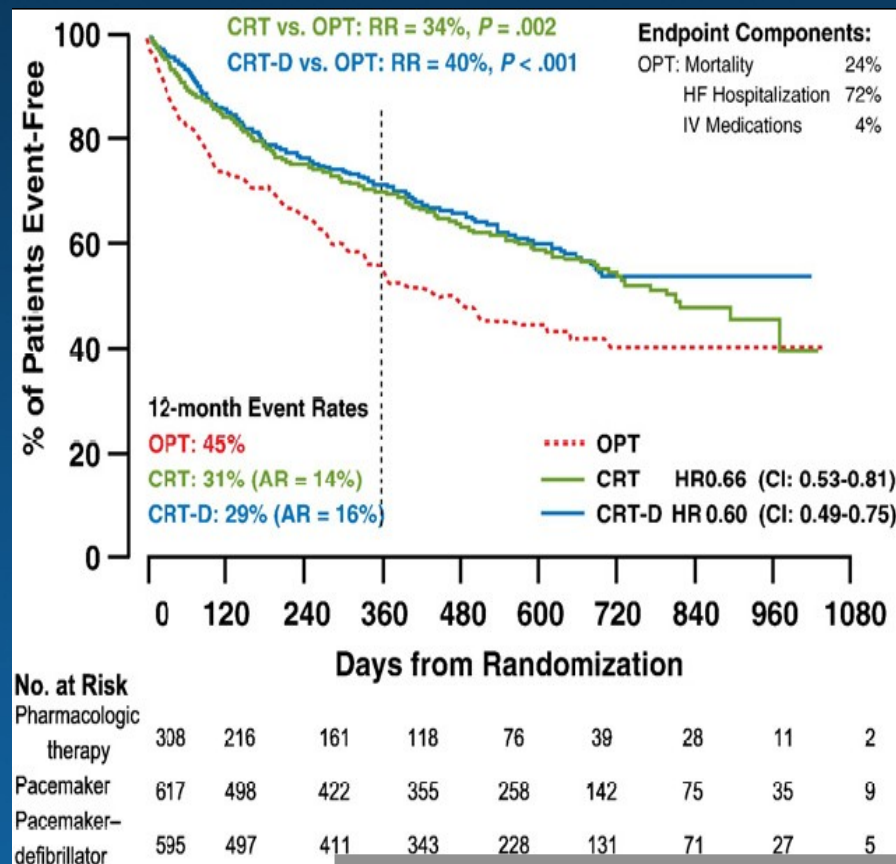 CRT vs. OPT: RR = 34%, P = .002
CRT-D vs. OPT: RR = 40%, P < .001
Endpoint Components:
OPT: Mortality 24%
HF Hospitalization 72%
IV Medications 4%
% of Patients Event-Free
100
80
60
40
20
0
12-month Event Rates
OPT: 45%
CRT: 31% (AR = 14%)
CRT-D: 29% (AR = 16%)
OPT
CRT HR0.66 (CI: 0.53-0.81)
CRT-D HR 0.60 (CI: 0.49-0.75)
0 120 240 360 480 600 720 840 960 1080
Days from Randomization
No. at Risk
Pharmacologic
therapy 308 216 161 118 76 39 28 11 2
Pacemaker 617 498 422 355 258 142 75 35 9
Pacemaker–
defibrillator 595 497 411 343 228 131 71 27 5